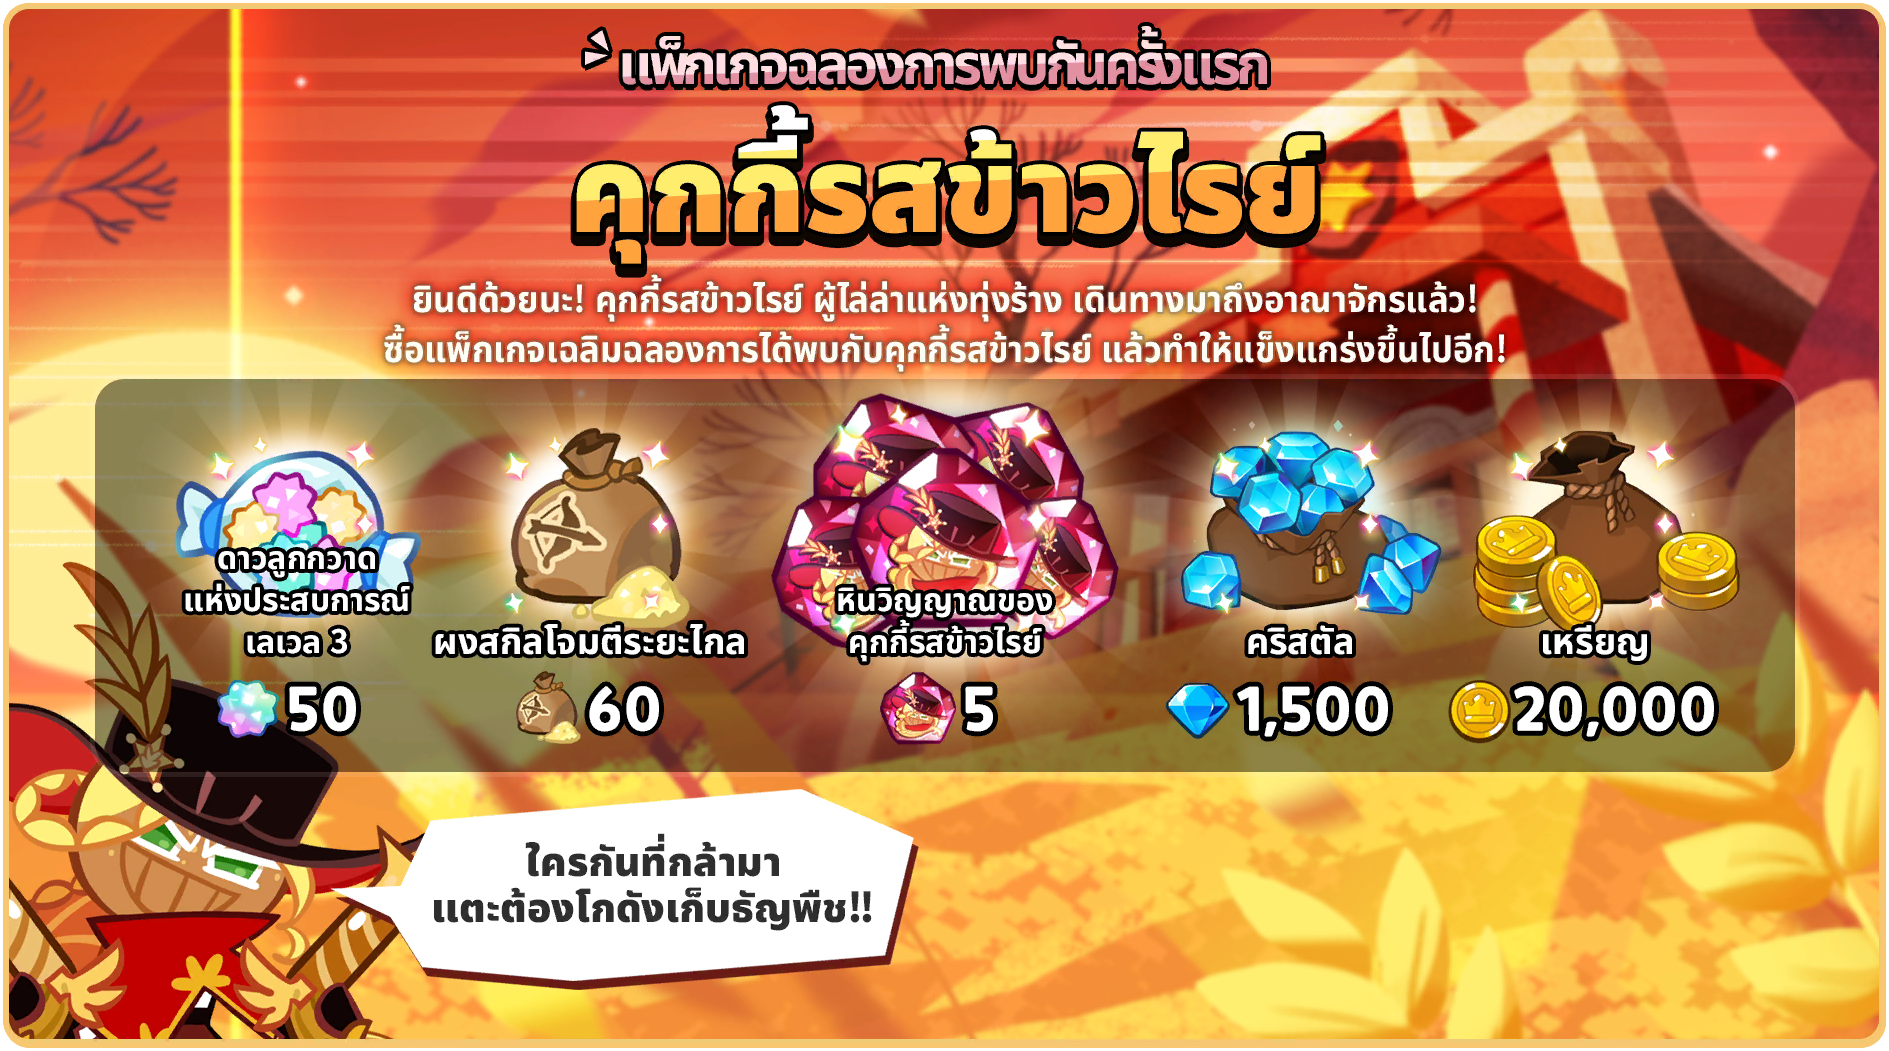 แพ็กเกจฉลองการพบกันครั้งแรก
คุกกี้รสข้าวไรย์
ยินดีด้วยนะ! คุกกี้รสข้าวไรย์ ผู้ไล่ล่าแห่งทุ่งร้าง เดินทางมาถึงอาณาจักรแล้ว!
ซื้อแพ็กเกจเฉลิมฉลองการได้พบกับคุกกี้รสข้าวไรย์ แล้วทำให้แข็งแกร่งขึ้นไปอีก!
ดาวลูกกวาด
แห่งประสบการณ์
เลเวล 3
50
ผงสกิลโจมตีระยะไกล
60
หินวิญญาณของ
คุกกี้รสข้าวไรย์
5
คริสตัล
1,500
เหรียญ
20,000
ใครกันที่กล้ามา
แตะต้องโกดังเก็บธัญพืช!!